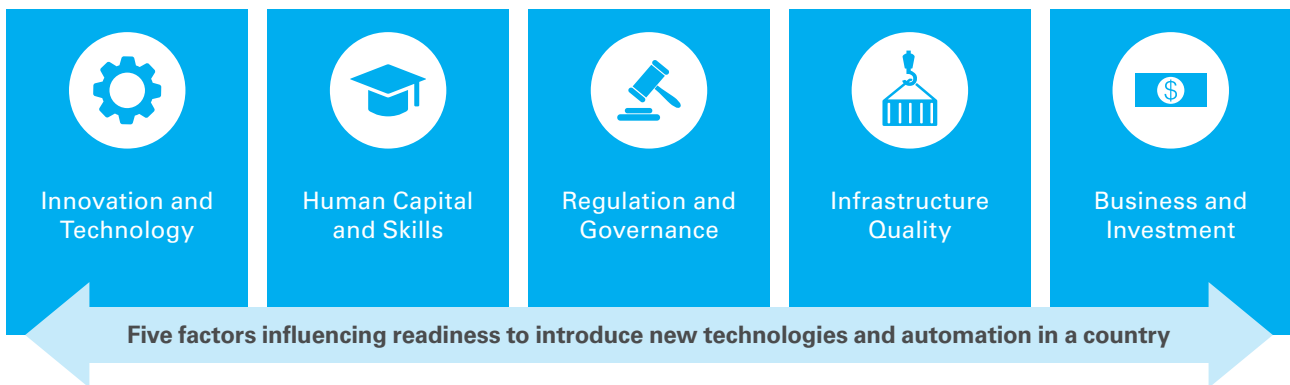 $
Innovation and
Technology
Human Capital
and Skills
Regulation and
Governance
Infrastructure
Quality
Business and
Investment
Five factors influencing readiness to introduce new technologies and automation in a country